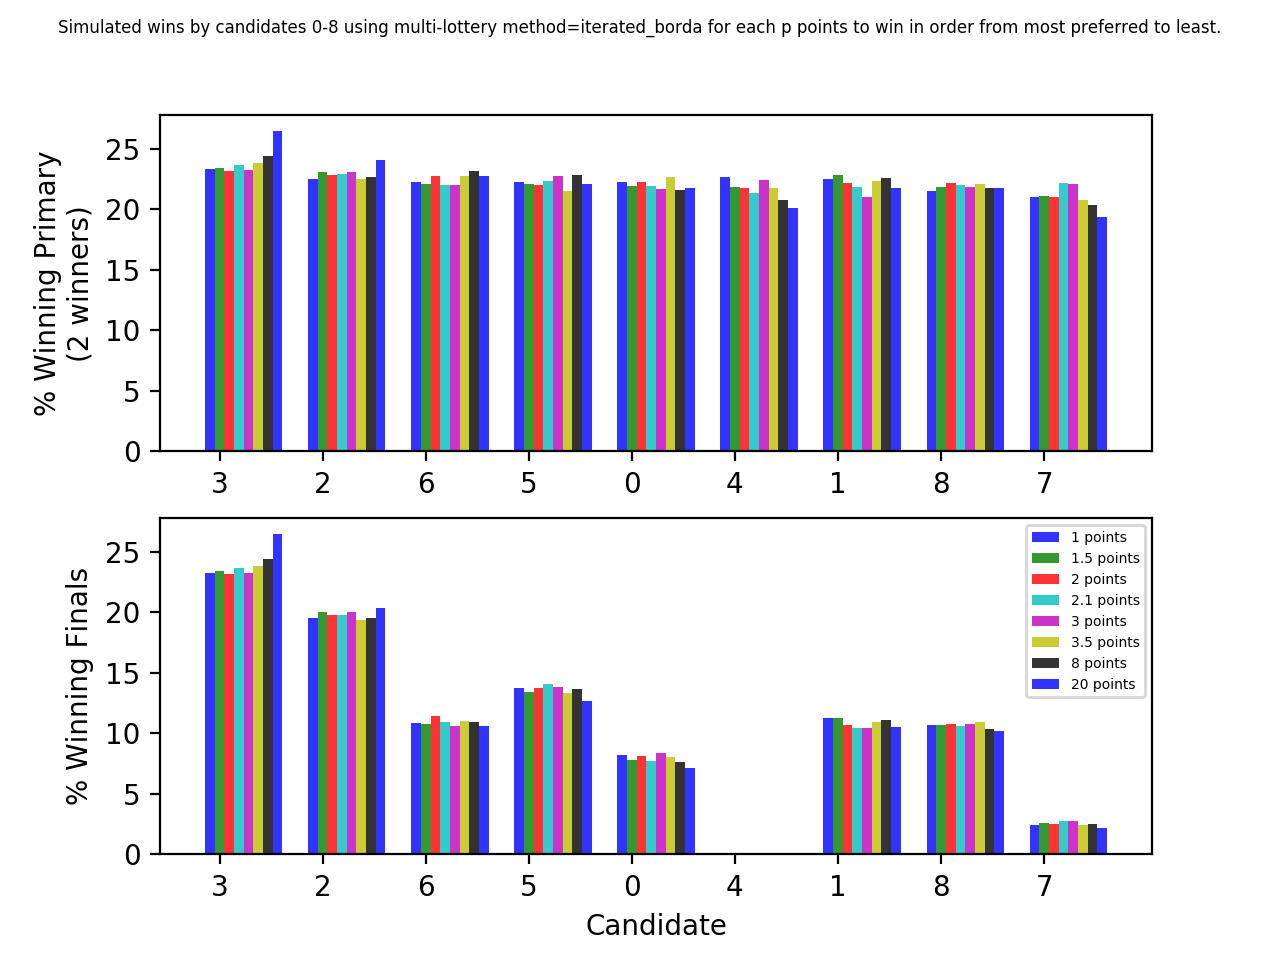 Simulated wins by candidates 0-8 using multi-lottery method=iterated_borda for each p points to win in order from most preferred to least.
% Winning Primary
(2 winners)
25
20
15
10
5
0
3 2 6 5 0 4 1 8 7
% Winning Finals
25
20
15
10
5
0
1 points
1.5 points
2 points
2.1 points
3 points
3.5 points
8 points
20 points
3 2 6 5 0 4 1 8 7
Candidate